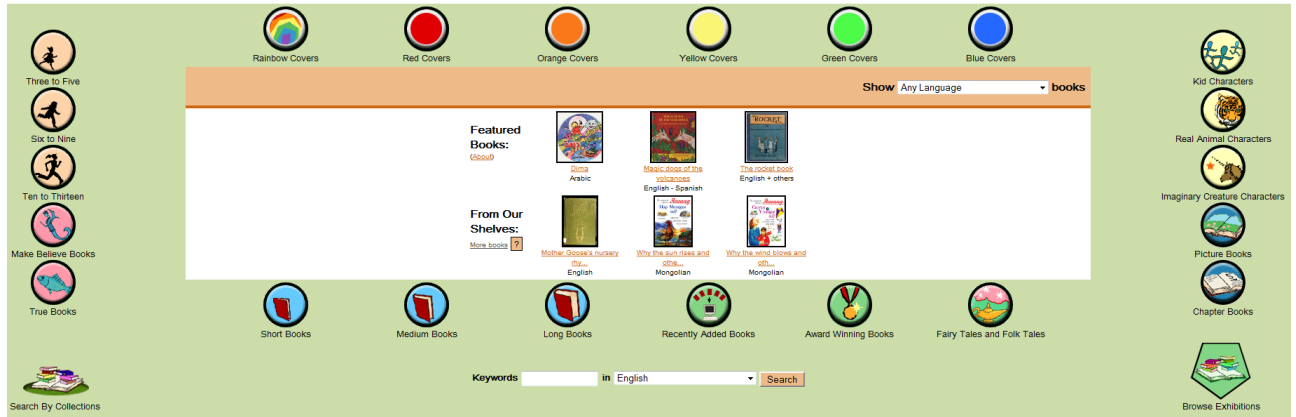 Rainbow Covers
Red Covers
Orange Covers
Yellow Covers
Green Covers
Blue Covers
Three to Five
Six to Nine
Ten to Thirteen
Make Believe Books
True Books
Show Any Language books
Featured
Books:
(About)
Dima
Arabic
Magic dogs of the
volcanoes
English - Spanish
ROCKET
The rocket book
English + others
From Our
Shelves:
More books ?
Mother Goose's nursery
rhy...
English
Why the sun rises and
othe...
Mongolian
Why the wind blows and
oth...
Mongolian
Kid Characters
Real Animal Characters
Imaginary Creature Characters
Picture Books
Chapter Books
Short Books
Medium Books
Long Books
Recently Added Books
Award Winning Books
Fairy Tales and Folk Tales
Search By Collections
Keywords in English Search
Browse Exhibitions